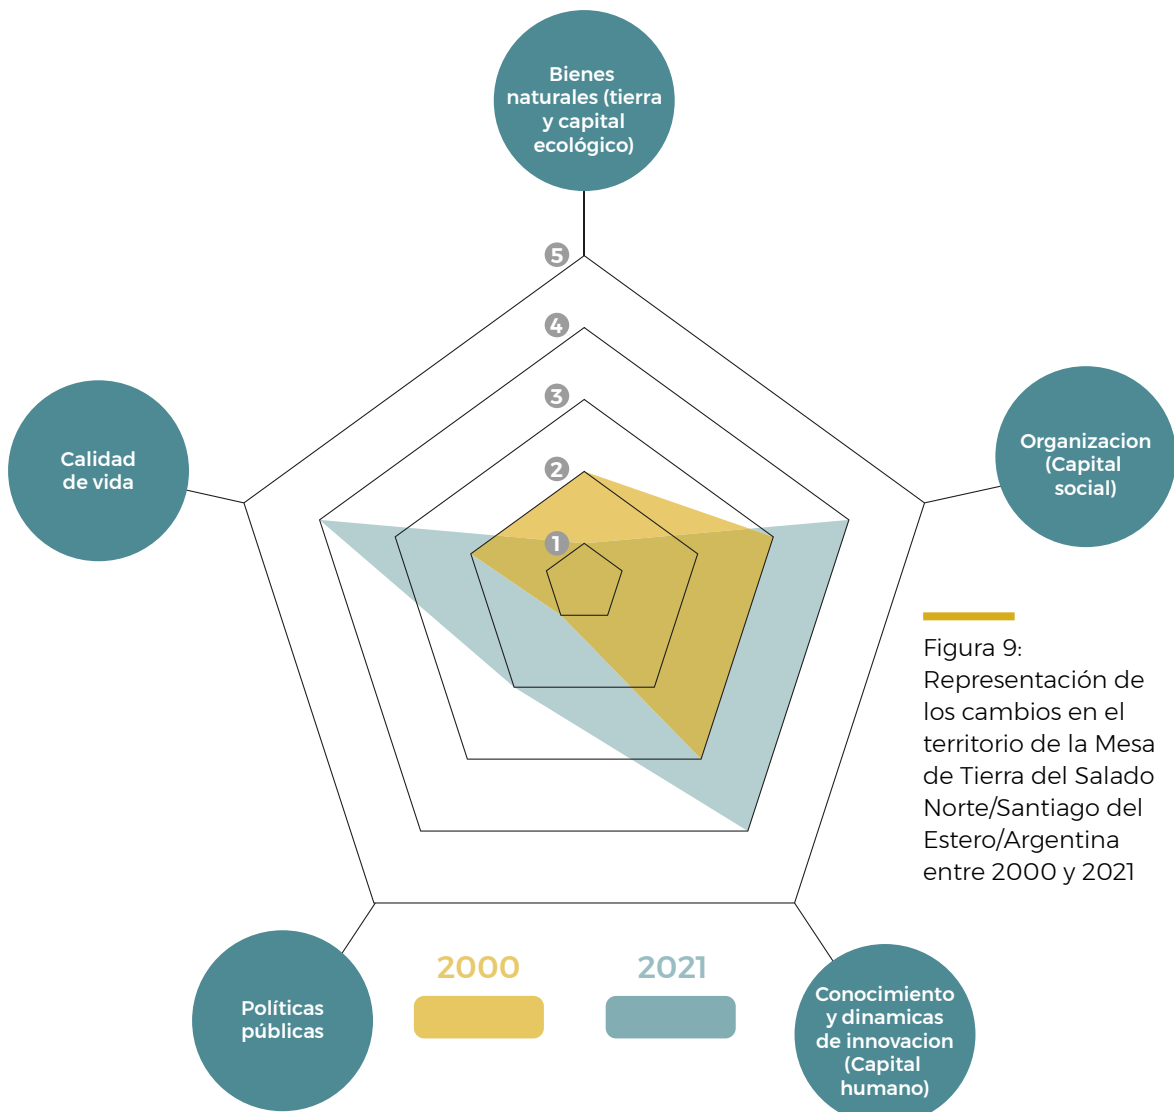 Bienes
naturales (tierra
y capital
ecológico)
5
4
3
2
1
Calidad
de vida
Organizacion
(Capital
social)
Figura 9:
Representación de
los cambios en el
territorio de la Mesa
de Tierra del Salado
Norte/Santiago del
Estero/Argentina
entre 2000 y 2021
Políticas
públicas
2000
2021
Conocimiento
y dinamicas
de innovacion
(Capital
humano)